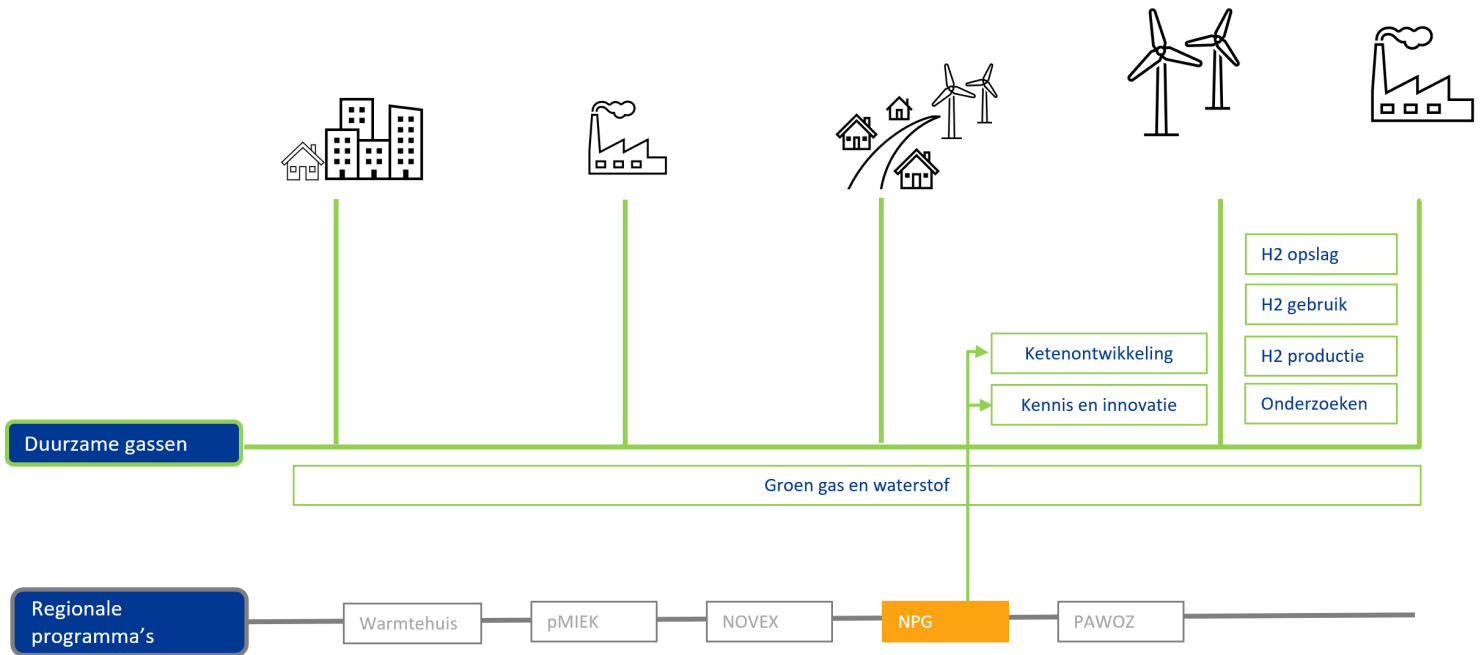 H2 opslag
H2 gebruik
Ketenontwikkeling
H2 productie
Kennis en innovatie
Onderzoeken
Duurzame gassen
Groen gas en waterstof
Regionale
programma's
Warmtehuis
pMIEK
NOVEX
NPG
PAWOZ